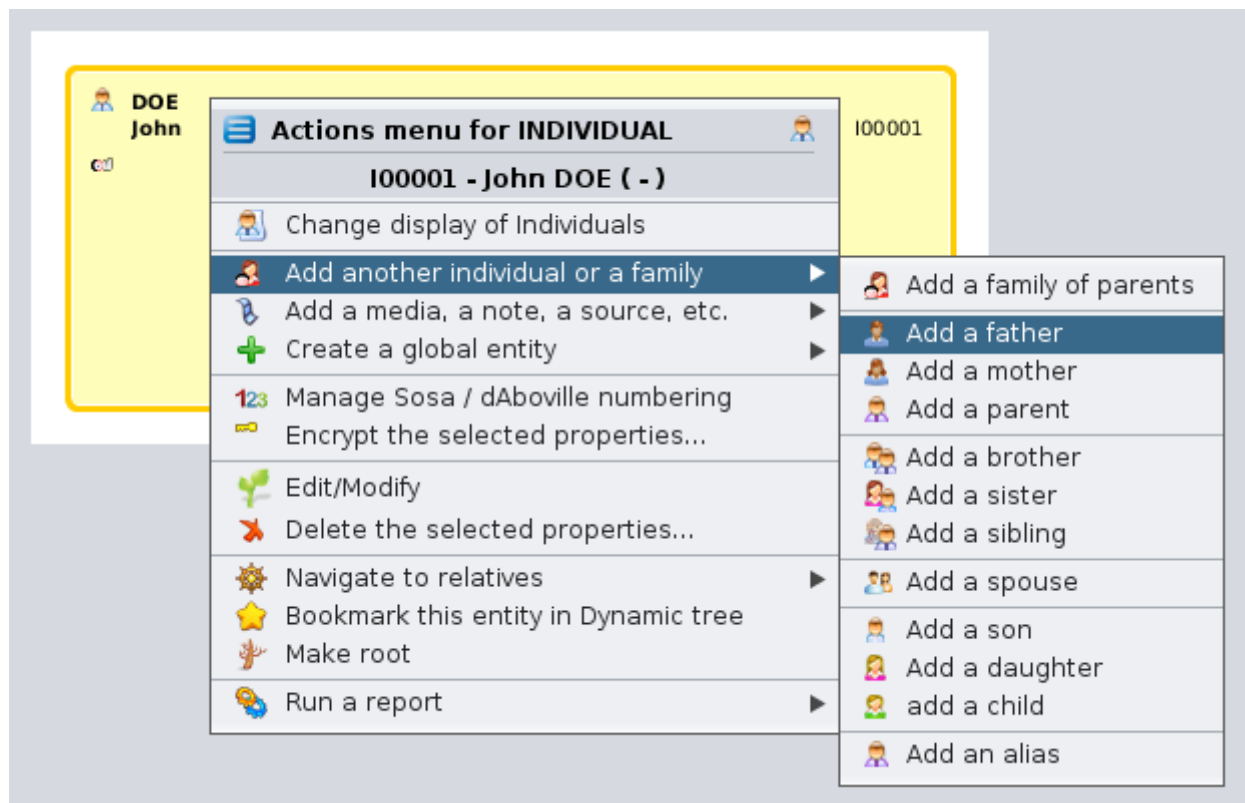 DOE
John
I00001
Actions menu for INDIVIDUAL
I00001 - John DOE ( - )
Change display of Individuals
Add another individual or a family
Add a media, a note, a source, etc.
Create a global entity
123 Manage Sosa / dAboville numbering
Encrypt the selected properties...
Edit/Modify
Delete the selected properties...
Navigate to relatives
Bookmark this entity in Dynamic tree
Make root
Run a report
Add a family of parents
Add a father
Add a mother
Add a parent
Add a brother
Add a sister
Add a sibling
Add a spouse
Add a son
Add a daughter
add a child
Add an alias